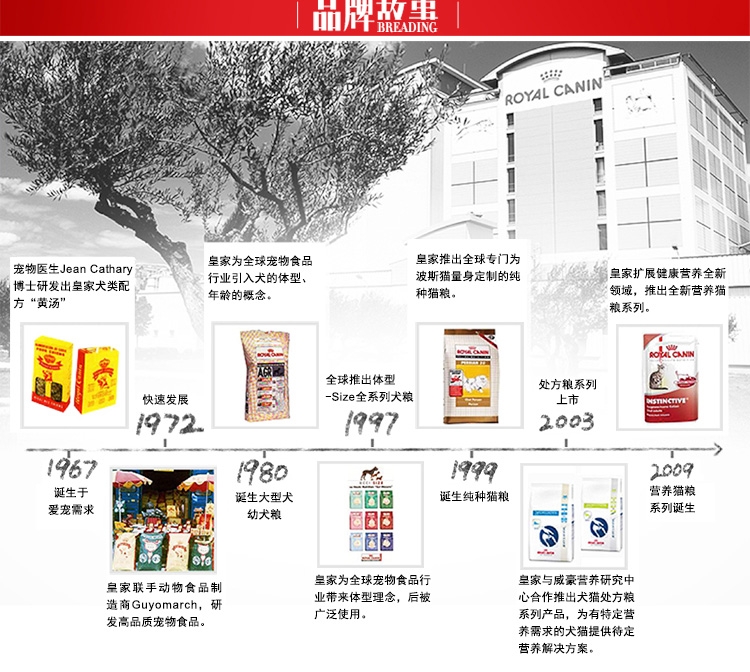 品牌故事
BREADING
ROYAL CANIN
宠物医生Jean Cathary
博士研发出皇家犬类配
方“黄汤”
皇家为全球宠物食品
行业引入犬的体型、
年龄的概念。
皇家推出全球专门为
波斯猫量身定制的纯
种猫粮。
皇家扩展健康营养全新
领域，推出全新营养猫
粮系列。
ROYAL CANIN
AGR
ROYAL CANIN
ROYAL CANIN
INSTINCTIVE
快速发展
1972
全球推出体型
-Size全系列犬粮
1997
处方粮系列
上市
2003
1967
诞生于
爱宠需求
1980
诞生大型犬
幼犬粮
1999
诞生纯种猫粮
2009
营养猫粮
系列诞生
SIZE
皇家联手动物食品制
造商Guyomarch，研
发高品质宠物食品。
皇家为全球宠物食品行
业带来体型理念，后被
广泛使用。
皇家与威豪营养研究中
心合作推出犬猫处方粮
系列产品，为有特定营
养需求的犬猫提供待定
营养解决方案。